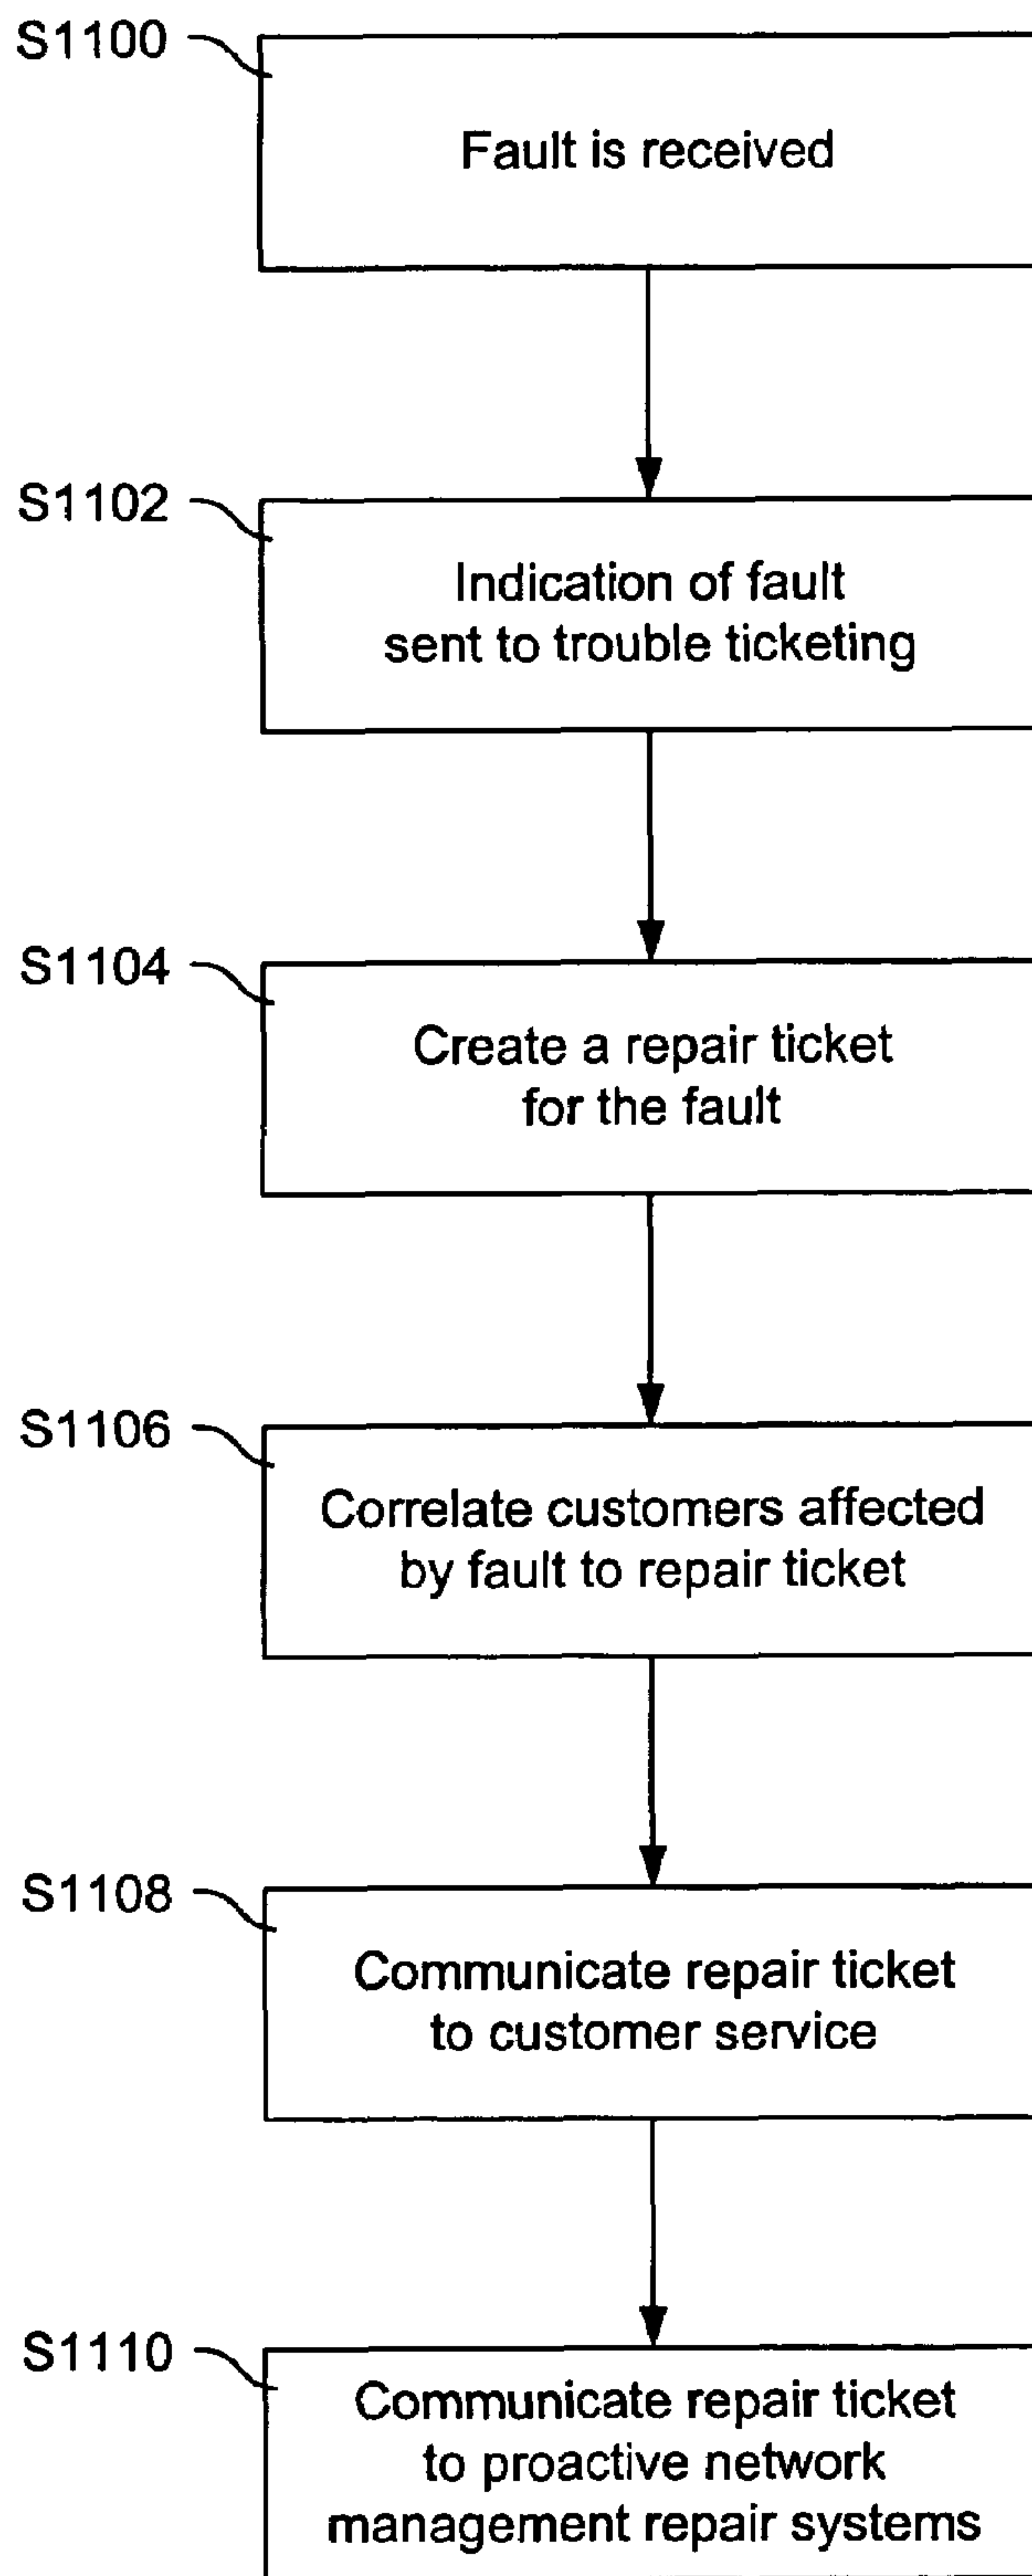 S1100
Fault is received
S1102
Indication of fault
sent to trouble ticketing
S1104
Create a repair ticket
for the fault
S1106
Correlate customers affected
by fault to repair ticket
S1108
Communicate repair ticket
to customer service
S1110
Communicate repair ticket
to proactive network
management repair systems